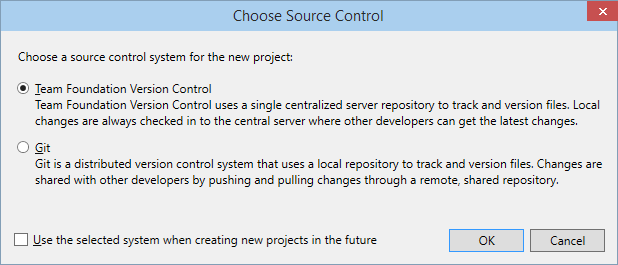 Choose Source Control
Choose a source control system for the new project:
Team Foundation Version Control
Team Foundation Version Control uses a single centralized server repository to track and version files. Local
changes are always checked in to the central server where other developers can get the latest changes.
Git
Git is a distributed version control system that uses a local repository to track and version files. Changes are
shared with other developers by pushing and pulling changes through a remote, shared repository.
Use the selected system when creating new projects in the future
OK
Cancel